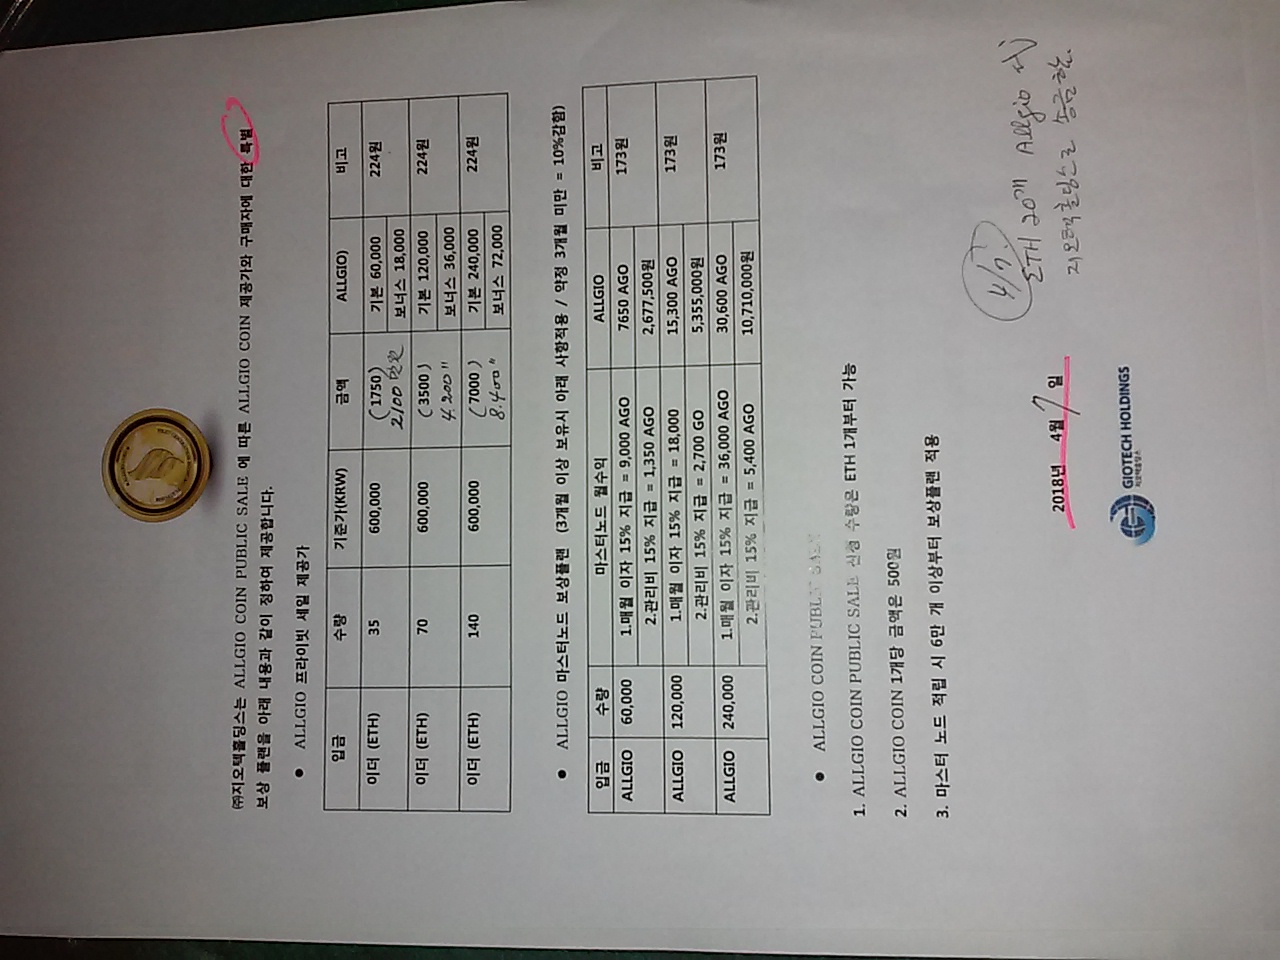 ㈜지오텍홀딩스는 ALLGIO COIN PUBLIC SALE 에 따른 ALLGIO COIN 제공가와 구매자에 대한 특별
보상 플랜을 아래 내용과 같이 정하여 제공합니다.
● ALLGIO 프라이빗 세일 제공가
입금 수량 기준가(KRW) 금액 ALLGIO) 비고
이더 (ETH) 35 600,000 (1750) 기본 60,000 224원
2100만원 보너스 18,000
이더 (ETH) 70 600,000 (3500) 기본 120,000 224원
4.200 " 보너스 36,000
이더 (ETH) 140 600,000 (7000) 기본 240,000 224원
8.400 " 보너스 72,000
● ALLGIO 마스터노드 보상플랜 (3개월 이상 보유시 아래 사항적용 / 약정 3개월 미만 = 10%감함)
입금 수량 마스터노드 월수익 ALLGIO 비고
ALLGIO 60,000 1.매월 이자 15% 지급 = 9,000 AGO 7650 AGO 173원
2.관리비 15% 지급 = 1,350 AGO 2,677,500원
ALLGIO 120,000 1.매월 이자 15% 지급 = 18,000 15,300 AGO 173원
2.관리비 15% 지급 = 2,700 GO 5,355,000원
ALLGIO 240,000 1.매월 이자 15% 지급 = 36,000 AGO 30,600 AGO 173원
2.관리비 15% 지급 = 5,400 AGO 10,710,000원
● ALLGIO COIN PUBLIC SALE
1. ALLGIO COIN PUBLIC SALE 신청 수량은 ETH 1개부터 가능
2. ALLGIO COIN 1개당 금액은 500원
3. 마스터 노드 적립 시 6만 개 이상부터 보상플랜 적용
4/7.
ETH 20개 Allgio
지오텍홀딩스로 송금함.
2018년 4월 7일
GIOTECH HOLDINGS
지오텍홀딩스